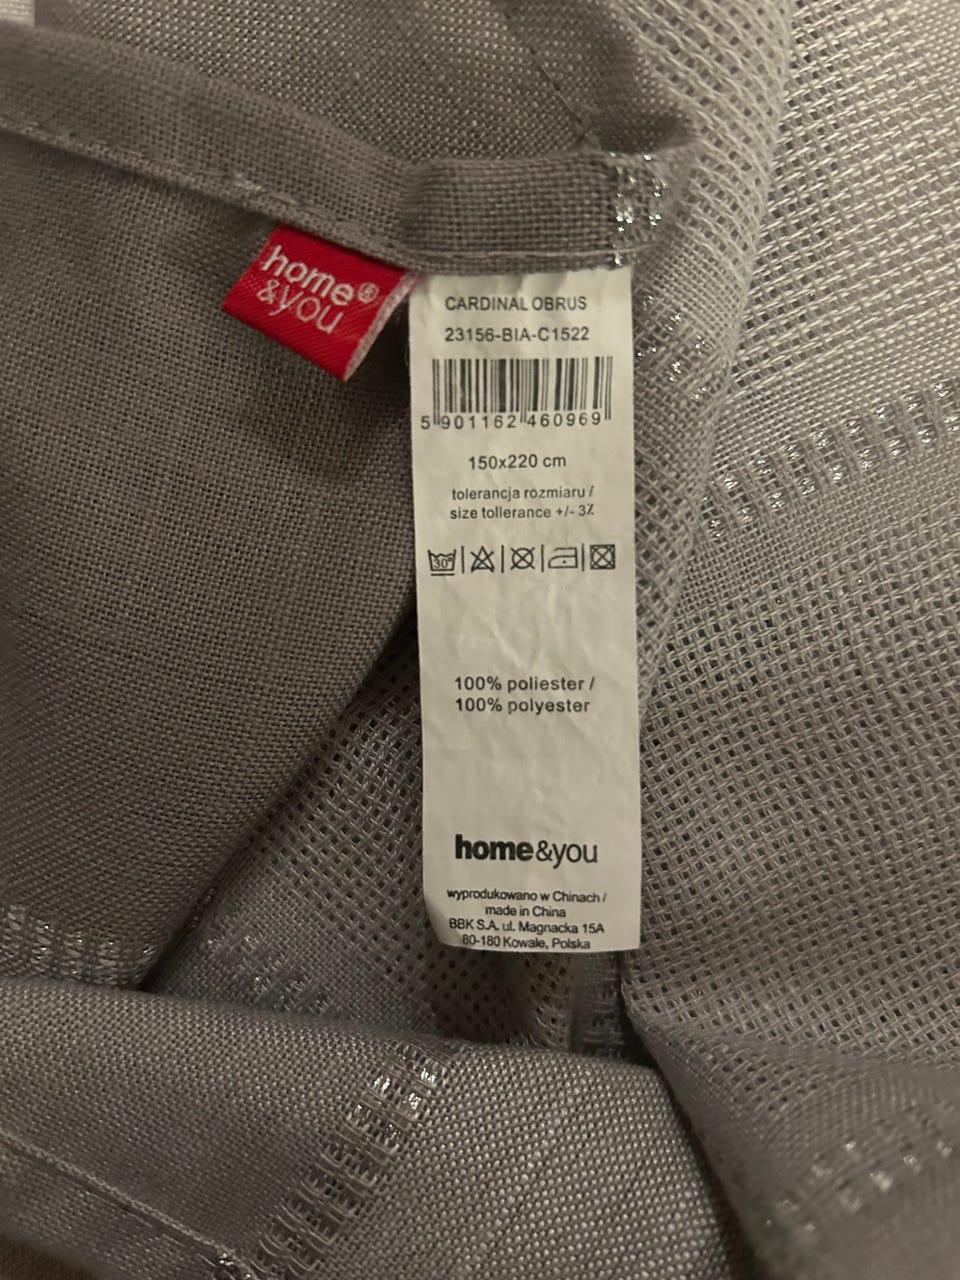 home®
&you
CARDINAL OBRUS
23156-BIA-C1522
5 901162 460969
150x220 cm
tolerancja rozmiaru /
size tollerance +/- 3%
30°
100% poliester /
100% polyester
home&you
wyprodukowano w Chinach /
made in China
BBK S.A. ul. Magnacka 15A
80-180 Kowale, Polska